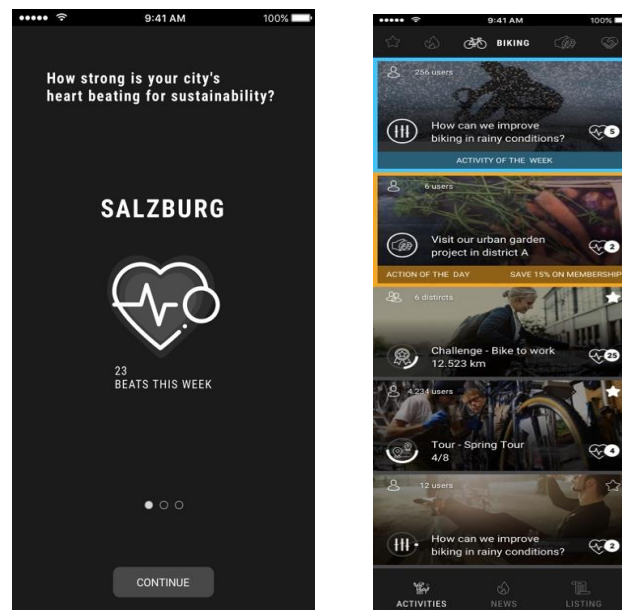 9:41 AM
100%
How strong is your city's
heart beating for sustainability?
SALZBURG
23
BEATS THIS WEEK
CONTINUE
9:41 AM
100%
BIKING
256 users
How can we improve
biking in rainy conditions?
5
ACTIVITY OF THE WEEK
6 users
Visit our urban garden
project in district A
2
ACTION OF THE DAY SAVE 15% ON MEMBERSHIP
6 distircts
Challenge - Bike to work
12.523 km
25
4.234 users
Tour - Spring Tour
4/8
4
12 users
How can we improve
biking in rainy conditions?
2
ACTIVITIES NEWS LISTING